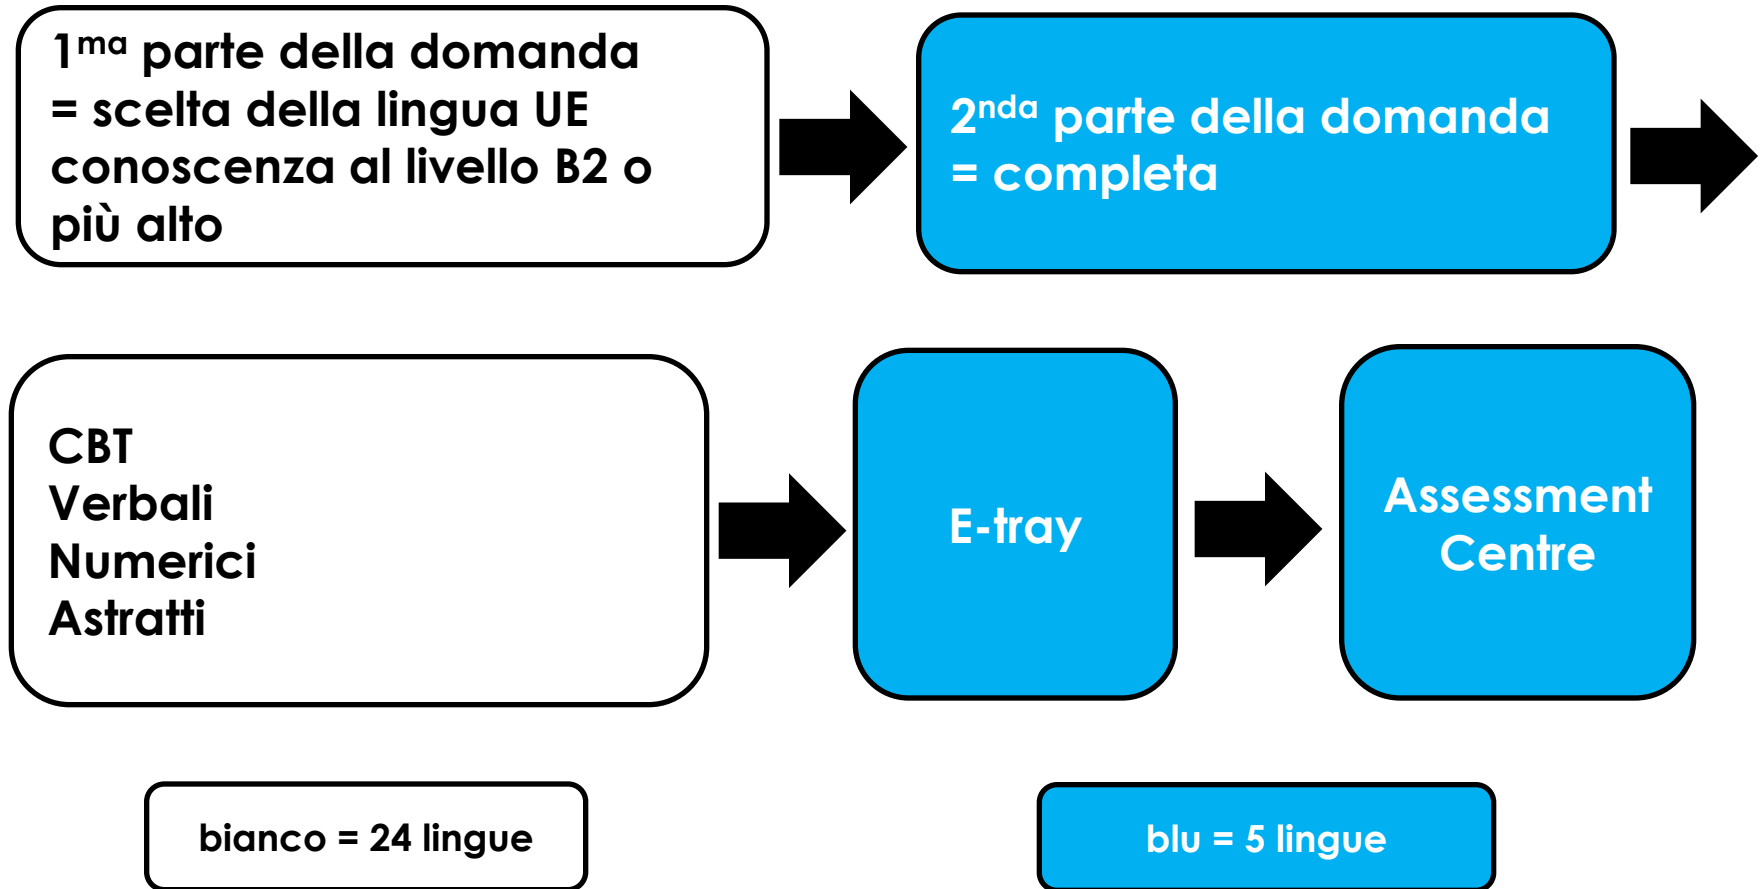 1ma parte della domanda
= scelta della lingua UE
conoscenza al livello B2 o
più alto
2nda parte della domanda
= completa
CBT
Verbali
Numerici
Astratti
E-tray
Assessment
Centre
bianco = 24 lingue
blu = 5 lingue